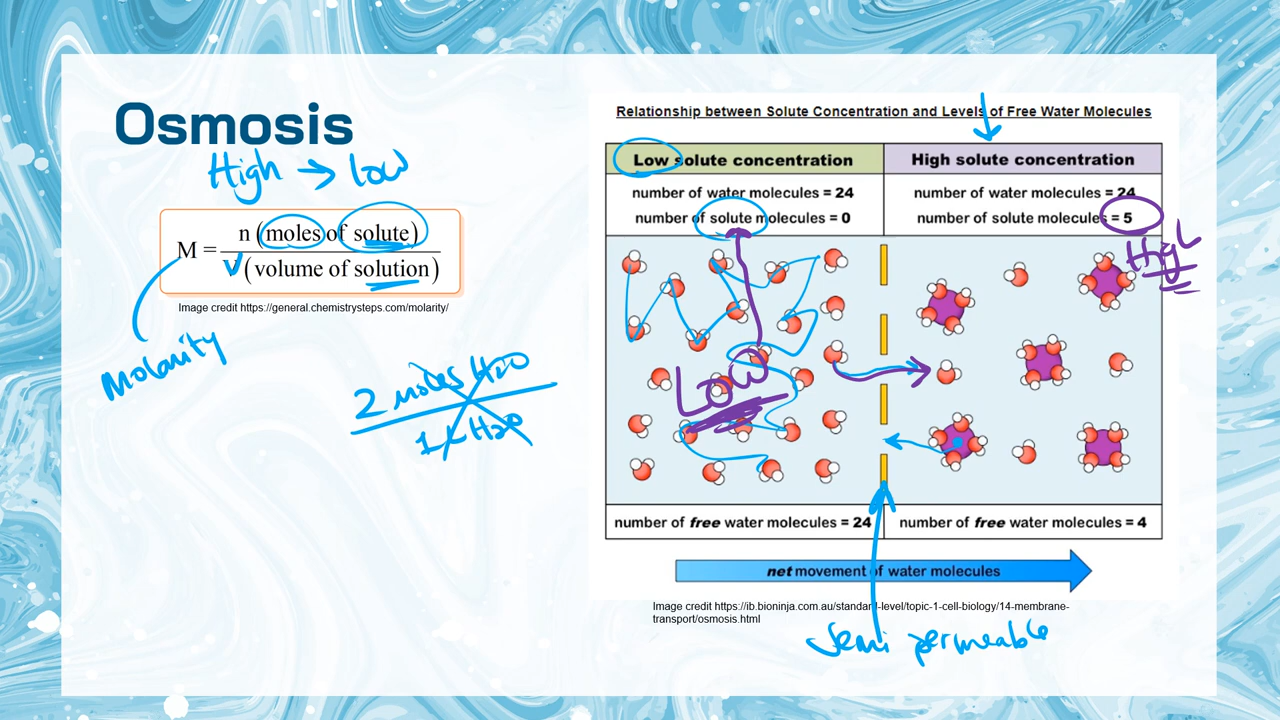 Osmosis
High → low
M = n (moles of solute)
V (volume of solution)
Image credit https://general.chemistrysteps.com/molarity/
Molarity
2 moles H2O
1 L H2O
Relationship between Solute Concentration and Levels of Free Water Molecules
Low solute concentration
High solute concentration
number of water molecules = 24
number of solute molecules = 0
number of water molecules = 24
number of solute molecules = 5
High
Low
number of free water molecules = 24
number of free water molecules = 4
net movement of water molecules
Image credit https://ib.bioninja.com.au/standard-level/topic-1-cell-biology/14-membrane-
transport/osmosis.html
Semi permeable